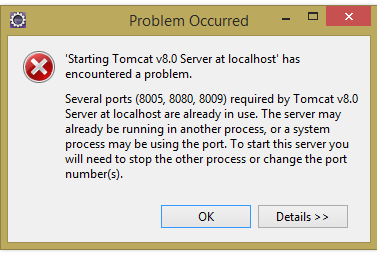 Problem Occurred
'Starting Tomcat v8.0 Server at localhost' has
encountered a problem.
Several ports (8005, 8080, 8009) required by Tomcat v8.0
Server at localhost are already in use. The server may
already be running in another process, or a system
process may be using the port. To start this server you
will need to stop the other process or change the port
number(s).
OK
Details >>